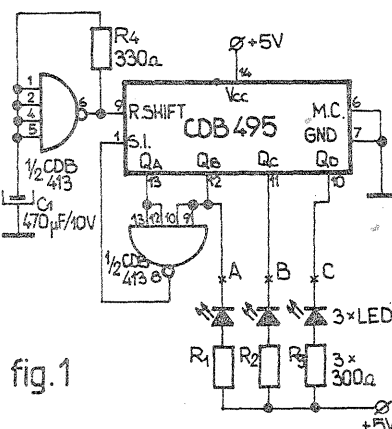 R4
330Ω
+5V
14
VCC
1
2
4
5
6
9
R.SHIFT
M.C.
6
CDB495
1
S.I.
GND
7
QA
QB
QC
QD
13
12
11
10
1/2 CDB
413
C1
470µF/10V
13
12
10
9
1/2 CDB
413
8
A
B
C
3×LED
R1
R2
R3
3×
300Ω
fig.1
+5V